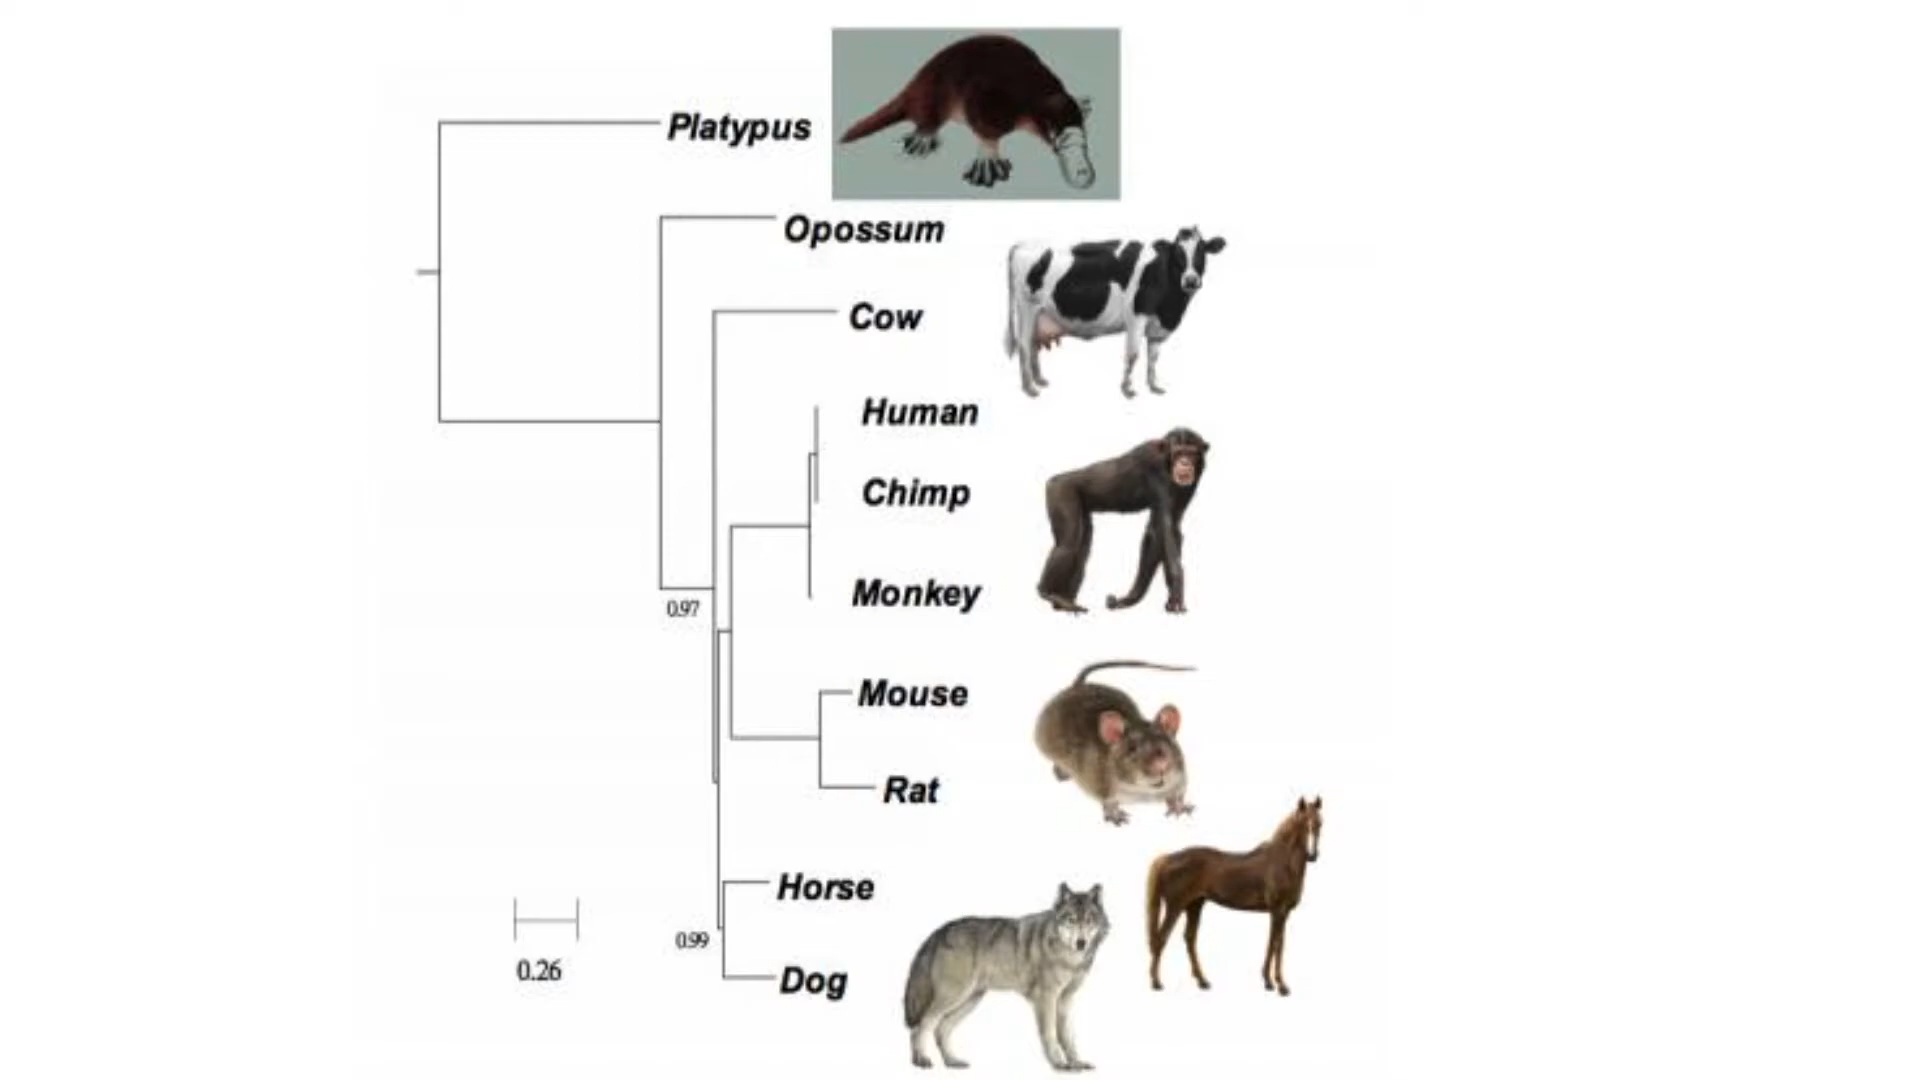 Platypus
Opossum
Cow
Human
Chimp
Monkey
0.97
Mouse
Rat
Horse
0.99
0.26
Dog